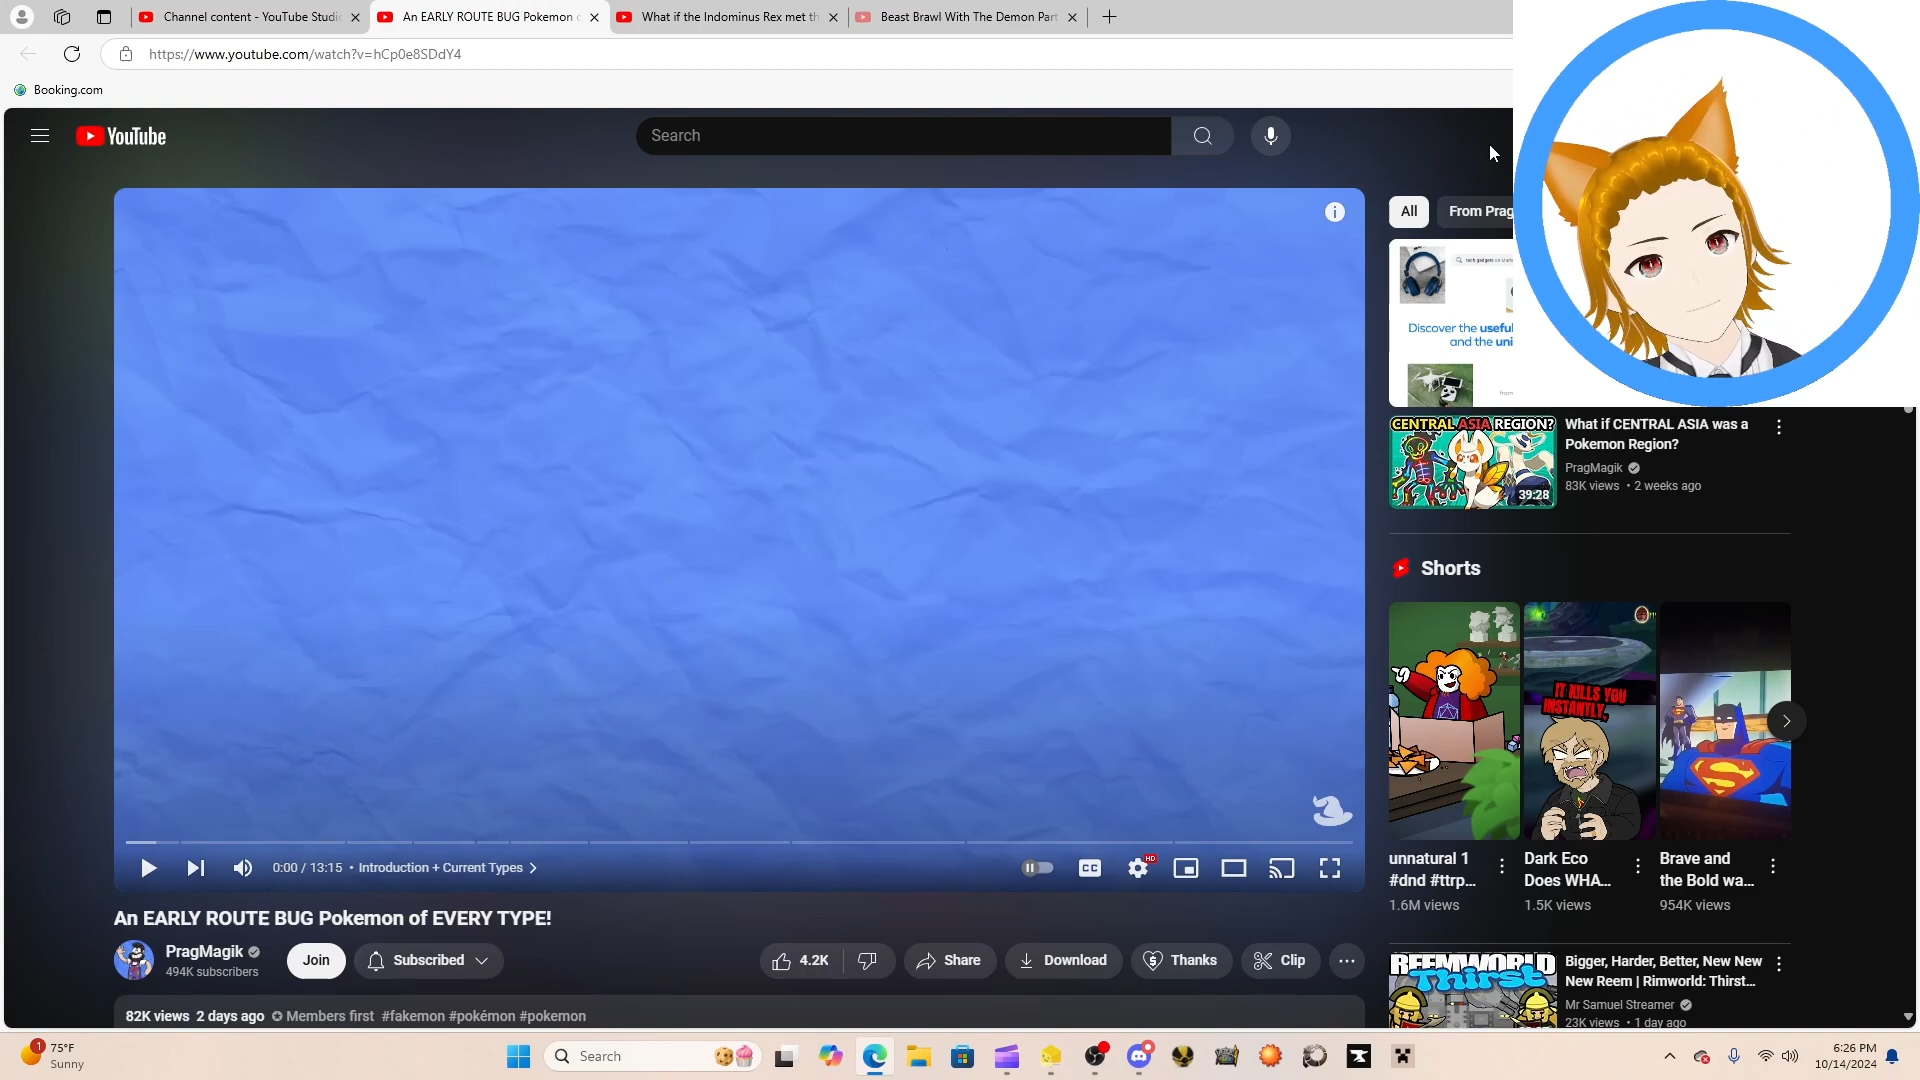 Channel content - YouTube Studio
An EARLY ROUTE BUG Pokemon
What if the Indominus Rex met th
Beast Brawl With The Demon Part
https://www.youtube.com/watch?v=hCp0e8SDdY4
Booking.com
YouTube
Search
All
From Prag
Discover the useful
and the uni
from
CENTRAL ASIA REGION?
39:28
What if CENTRAL ASIA was a
Pokemon Region?
PragMagik
83K views • 2 weeks ago
Shorts
IT KILLS YOU
INSTANTLY,
unnatural 1
#dnd #ttrp...
1.6M views
Dark Eco
Does WHA...
1.5K views
Brave and
the Bold wa...
954K views
0:00 / 13:15 • Introduction + Current Types
CC
HD
An EARLY ROUTE BUG Pokemon of EVERY TYPE!
PragMagik
494K subscribers
Join
Subscribed
4.2K
Share
Download
Thanks
Clip
82K views 2 days ago Members first #fakemon #pokémon #pokemon
REEMWORLD
Thirst
Bigger, Harder, Better, New New
New Reem | Rimworld: Thirst...
Mr Samuel Streamer
23K views • 1 day ago
1
75°F
Sunny
Search
6:26 PM
10/14/2024